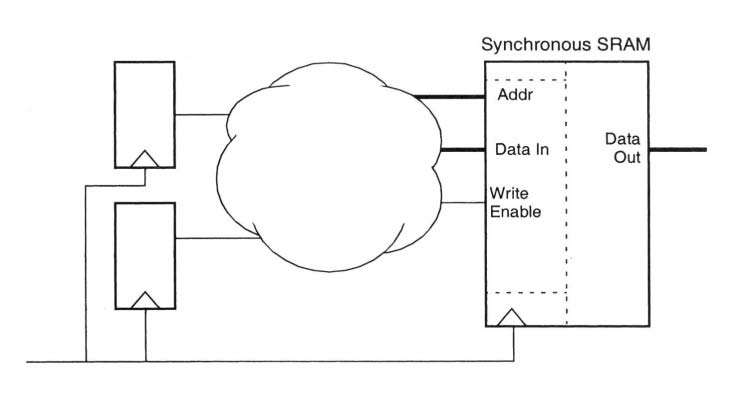 Synchronous SRAM
Addr
Data In
Data
Out
Write
Enable